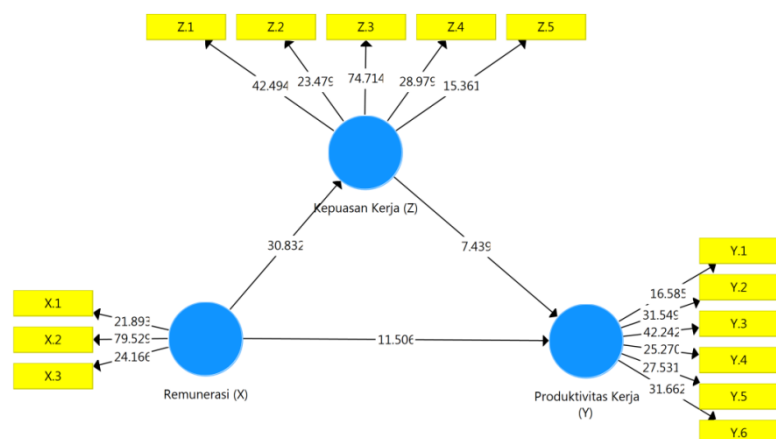 Z.1 Z.2 Z.3 Z.4 Z.5
42.494 23.479 74.714 28.979 15.361
Kepuasan Kerja (Z)
30.832 7.439
X.1
X.2
X.3
21.893
79.529
24.166
Remunerasi (X)
11.506
Y.1
Y.2
Y.3
Y.4
Y.5
Y.6
16.585
31.549
42.242
25.270
27.531
31.662
Produktivitas Kerja
(Y)